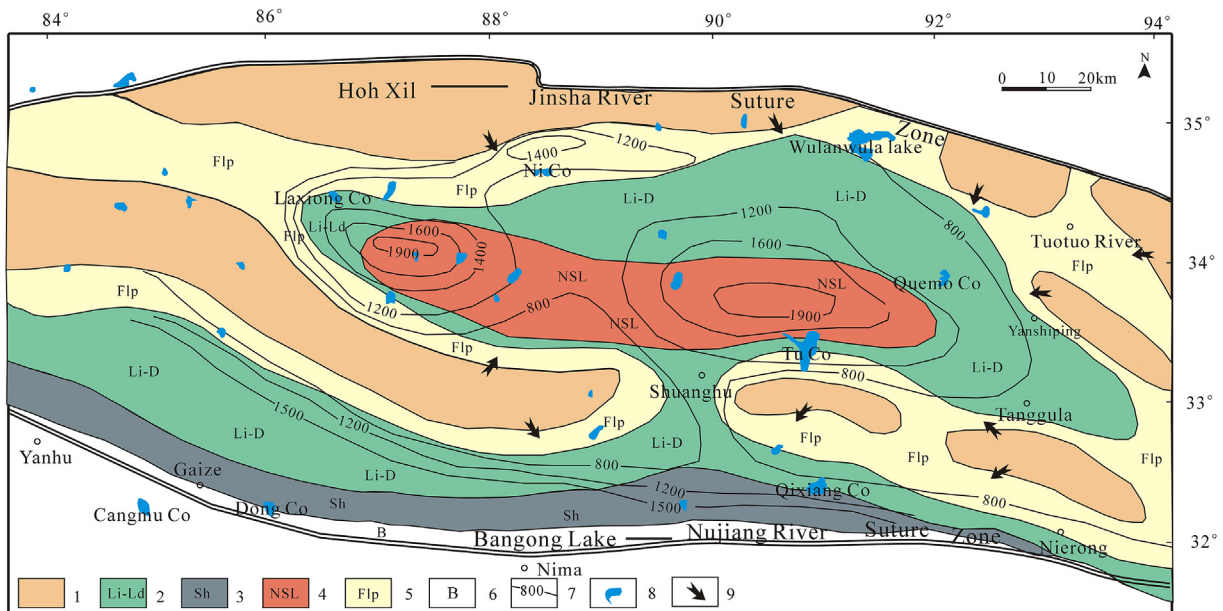 84° 86° 88° 90° 92° 94°
N
0 10 20km
Hoh Xil
Jinsha River
Suture
Zone
35°
34°
33°
32°
1200
1400
Ni Co
Wulanwula lake
Flp
Flp
Laxiong Co
Li-D
Li-D
Li-Ld
Flp
1600
1900
1400
1200
800
1200
1600
800
NSL
NSL
NSL
1900
Quemo Co
Tuotuo River
Flp
Yanshiping
Flp
Flp
Tu Co
Li-D
Shuanghu
800
Tanggula
Li-D
1500
1200
Li-D
Flp
Li-D
Flp
Flp
Flp
Li-D
800
800
Yanhu
Gaize
Cangmu Co
Dong Co
Sh
Sh
1200
1500
Qixiang Co
B
Bangong Lake
Nujiang River
Suture
Zone
Nierong
Nima
1
Li-Ld 2
Sh 3
NSL 4
Flp 5
B 6
800 7
8
9